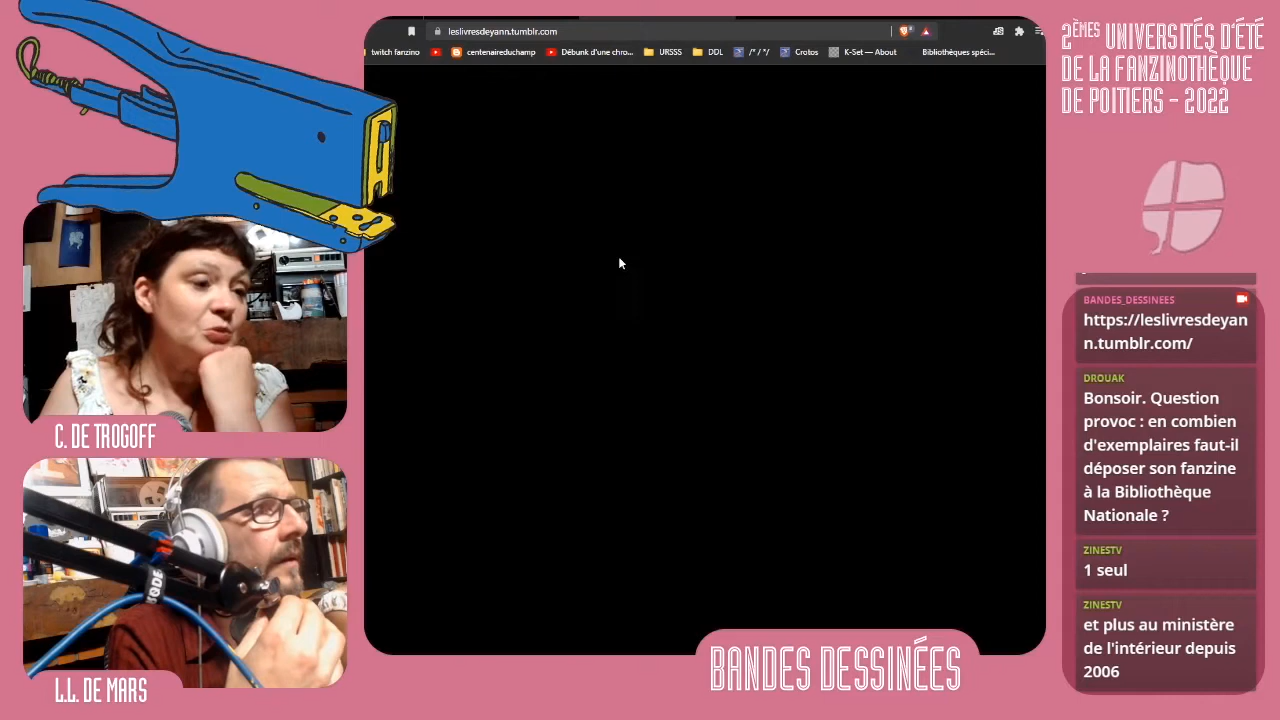 leslivresdeyann.tumblr.com
twitch fanzino
centenaireduchamp
Débunk d'une chro...
URSSS
DDL
/* */
Crotos
K-Set — About
Bibliothèques spéci...
2ÈMES UNIVERSITÉS D'ÉTÉ
DE LA FANZINOTHÈQUE
DE POITIERS - 2022
C. DE TROGOFF
L.L. DE MARS
RODE
BANDES DESSINÉES
BANDES_DESSINEES
https://leslivresdeyan
n.tumblr.com/
DROUAK
Bonsoir. Question
provoc : en combien
d'exemplaires faut-il
déposer son fanzine
à la Bibliothèque
Nationale ?
ZINESTV
1 seul
ZINESTV
et plus au ministère
de l'intérieur depuis
2006